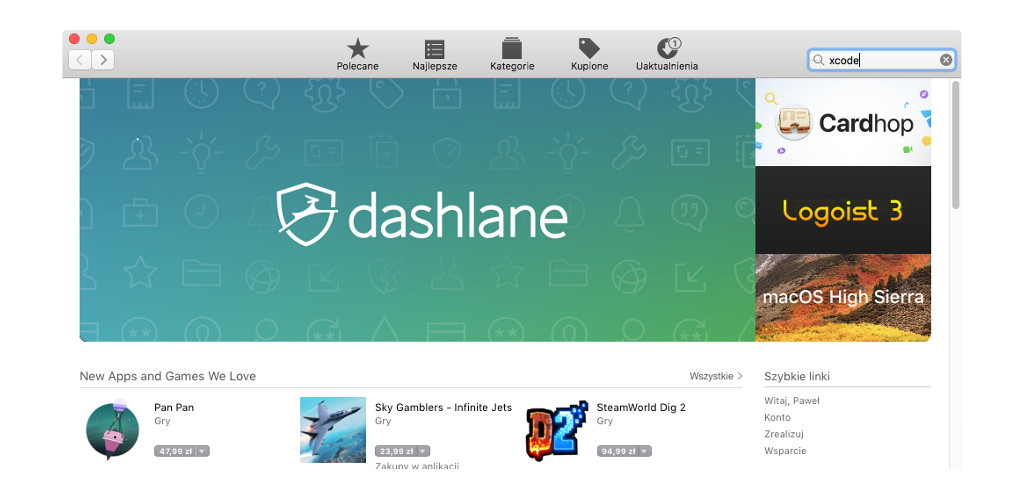 Polecane
Najlepsze
Kategorie
Kupione
1
Uaktualnienia
xcode
dashlane
Cardhop
Logoist 3
macOS High Sierra
New Apps and Games We Love
Wszystkie
Szybkie linki
Pan Pan
Gry
47,99 zł
Sky Gamblers - Infinite Jets
Gry
23,99 zł
Zakupy w aplikacji
D2
SteamWorld Dig 2
Gry
94,99 zł
Witaj, Paweł
Konto
Zrealizuj
Wsparcie